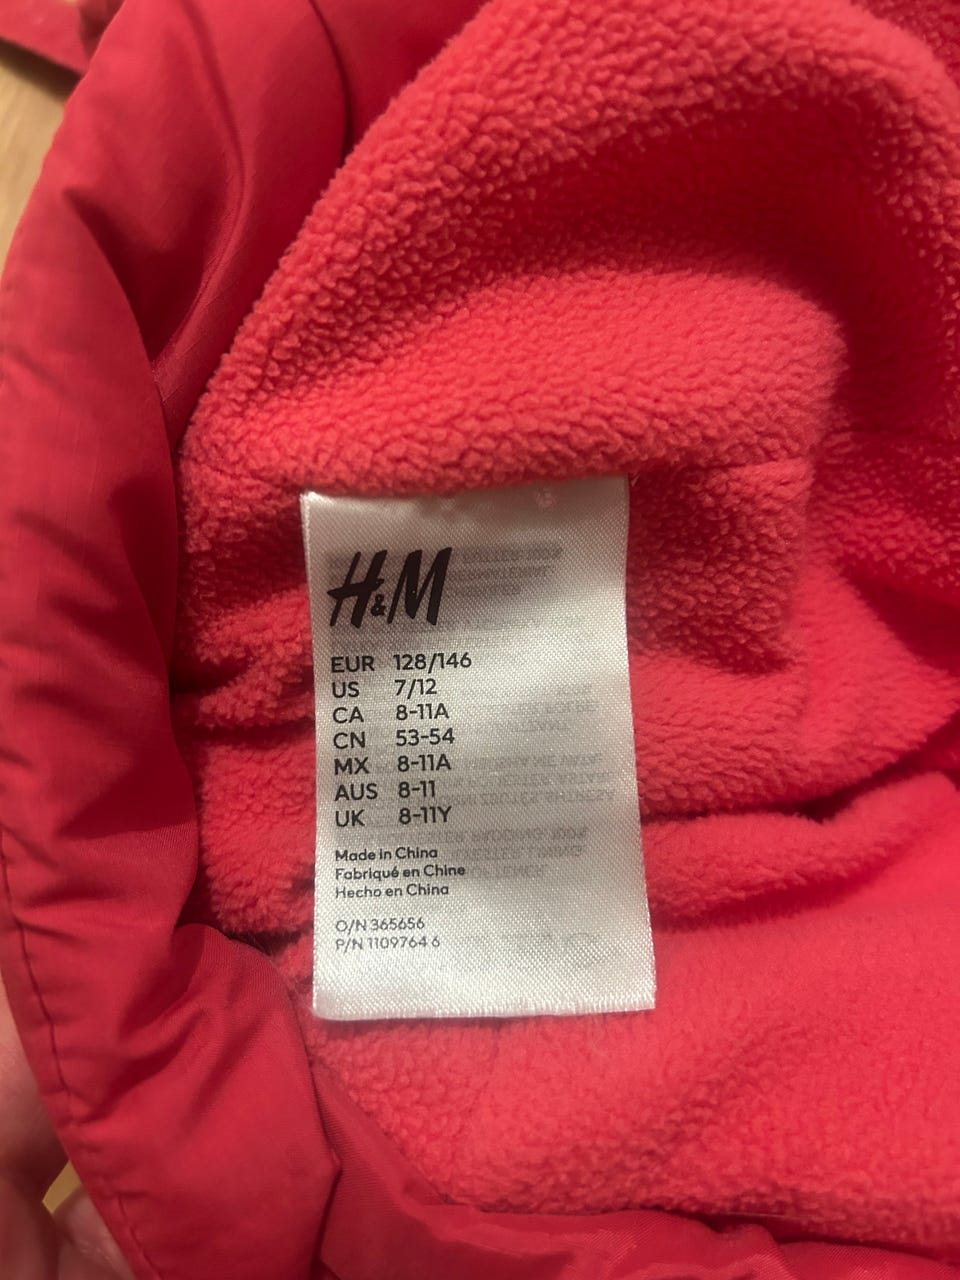 H&M
EUR 128/146
US 7/12
CA 8-11A
CN 53-54
MX 8-11A
AUS 8-11
UK 8-11Y
Made in China
Fabriqué en Chine
Hecho en China
O/N 365656
P/N 1109764 6